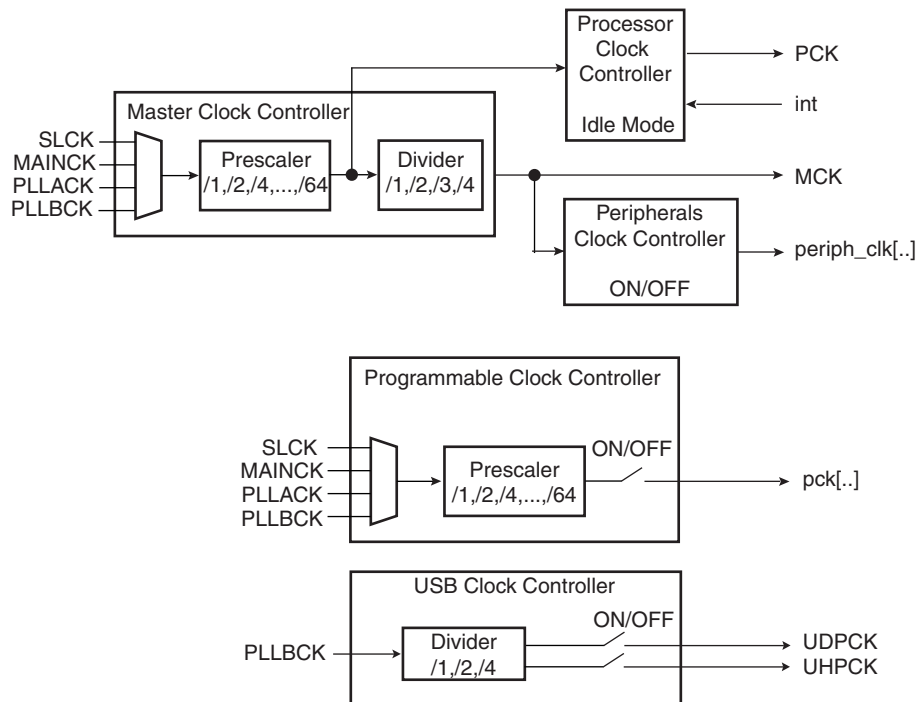 Processor
Clock
Controller
Idle Mode
PCK
int
Master Clock Controller
SLCK
MAINCK
PLLACK
PLLBCK
Prescaler
/1,/2,/4,...,/64
Divider
/1,/2,/3,/4
MCK
Peripherals
Clock Controller
ON/OFF
periph_clk[..]
Programmable Clock Controller
SLCK
MAINCK
PLLACK
PLLBCK
Prescaler
/1,/2,/4,...,/64
ON/OFF
pck[..]
USB Clock Controller
PLLBCK
Divider
/1,/2,/4
ON/OFF
UDPCK
UHPCK